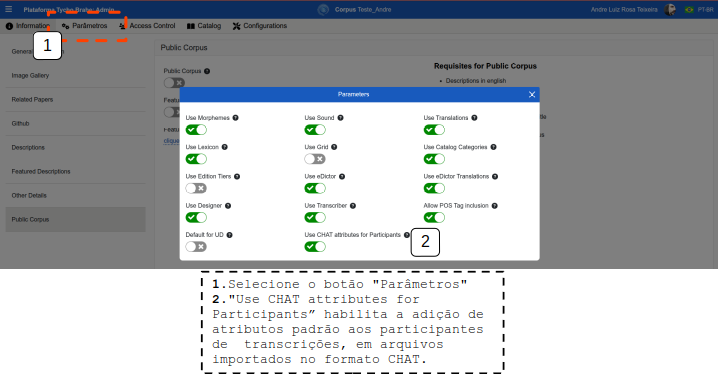 Plataforma Tycho Brahe: Admin
Corpus Teste_Andre
Andre Luiz Rosa Teixeira
PT-BR
Information
Parâmetros
Access Control
Catalog
Configurations
1
Public Corpus
Image Gallery
Related Papers
Github
Descriptions
Featured Descriptions
Other Details
Public Corpus
Public Corpus
Requisites for Public Corpus
Descriptions in english
clique
Parameters
Use Morphemes
Use Sound
Use Translations
Use Lexicon
Use Grid
Use Catalog Categories
Use Edition Tiers
Use eDictor
Use eDictor Translations
Use Designer
Use Transcriber
Allow POS Tag inclusion
Default for UD
Use CHAT attributes for Participants
2
1.Selecione o botão "Parâmetros"
2."Use CHAT attributes for
Participants” habilita a adição de
atributos padrão aos participantes
de transcrições, em arquivos
importados no formato CHAT.